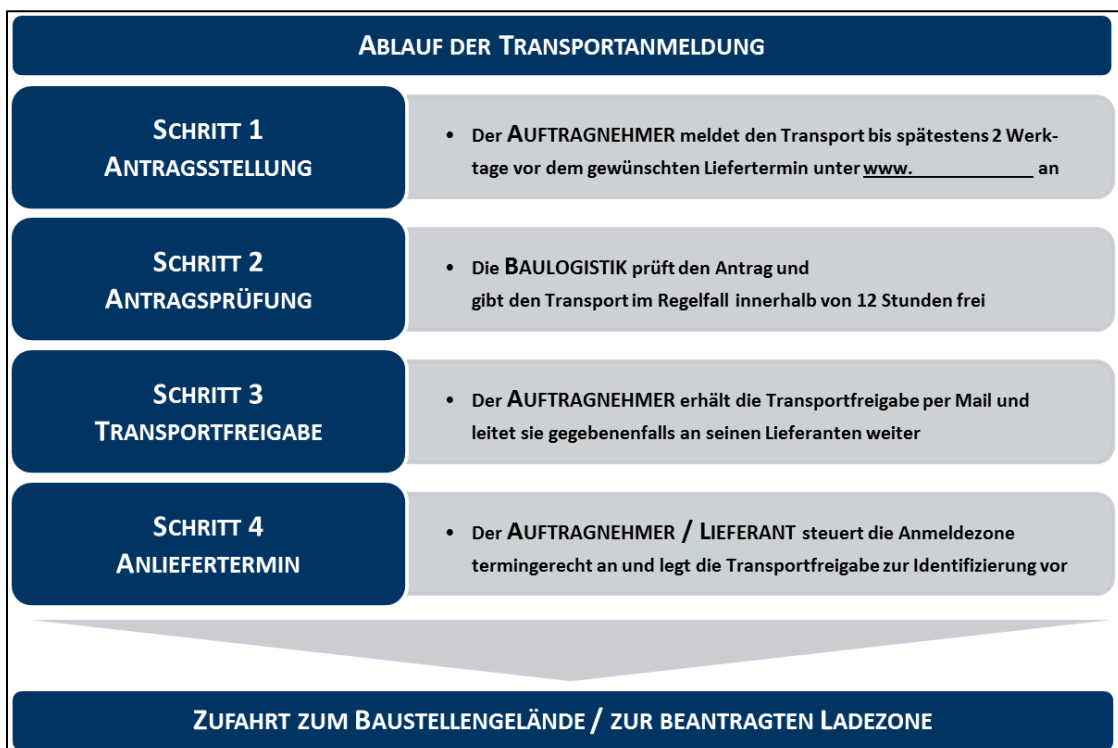 ABLAUF DER TRANSPORTANMELDUNG
SCHRITT 1
ANTRAGSSTELLUNG
• Der AUFTRAGNEHMER meldet den Transport bis spätestens 2 Werk-
tage vor dem gewünschten Liefertermin unter www.____________ an
SCHRITT 2
ANTRAGSPRÜFUNG
• Die BAULOGISTIK prüft den Antrag und
gibt den Transport im Regelfall innerhalb von 12 Stunden frei
SCHRITT 3
TRANSPORTFREIGABE
• Der AUFTRAGNEHMER erhält die Transportfreigabe per Mail und
leitet sie gegebenenfalls an seinen Lieferanten weiter
SCHRITT 4
ANLIEFERTERMIN
• Der AUFTRAGNEHMER / LIEFERANT steuert die Anmeldezone
termingerecht an und legt die Transportfreigabe zur Identifizierung vor
ZUFAHRT ZUM BAUSTELLENGELÄNDE / ZUR BEANTRAGTEN LADEZONE